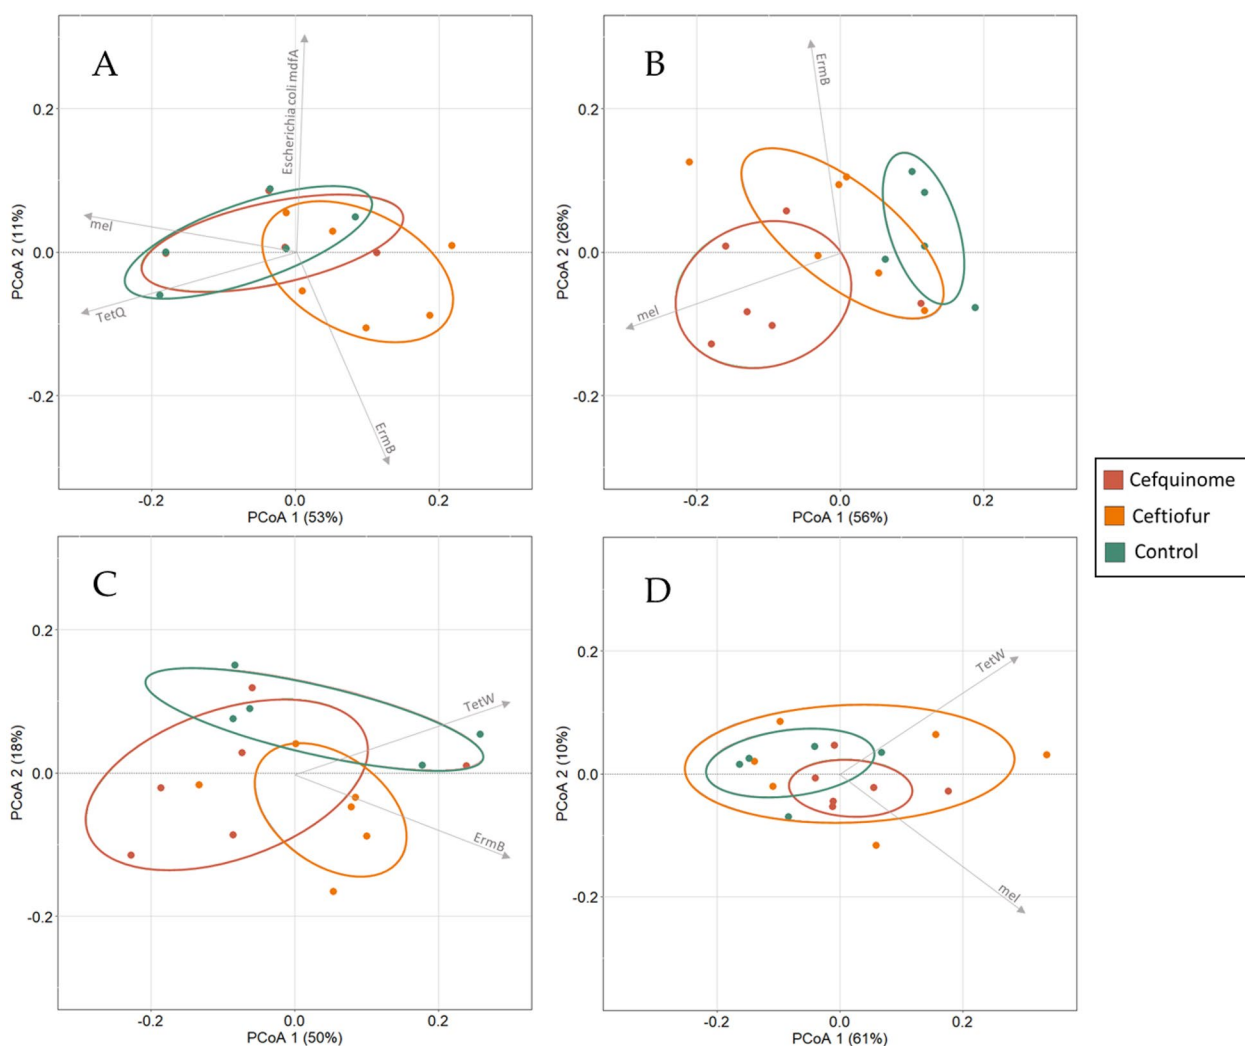 A
Escherichia coli mdfA
mel
TetQ
ErmB
0.2
0.0
-0.2
PCoA 2 (11%)
-0.2
0.0
0.2
PCoA 1 (53%)
B
ErmB
mel
0.2
0.0
-0.2
PCoA 2 (26%)
-0.2
0.0
0.2
PCoA 1 (56%)
Cefquinome
Ceftiofur
Control
C
TetW
ErmB
0.2
0.0
-0.2
PCoA 2 (18%)
-0.2
0.0
0.2
PCoA 1 (50%)
D
TetW
mel
0.2
0.0
-0.2
PCoA 2 (10%)
-0.2
0.0
0.2
PCoA 1 (61%)